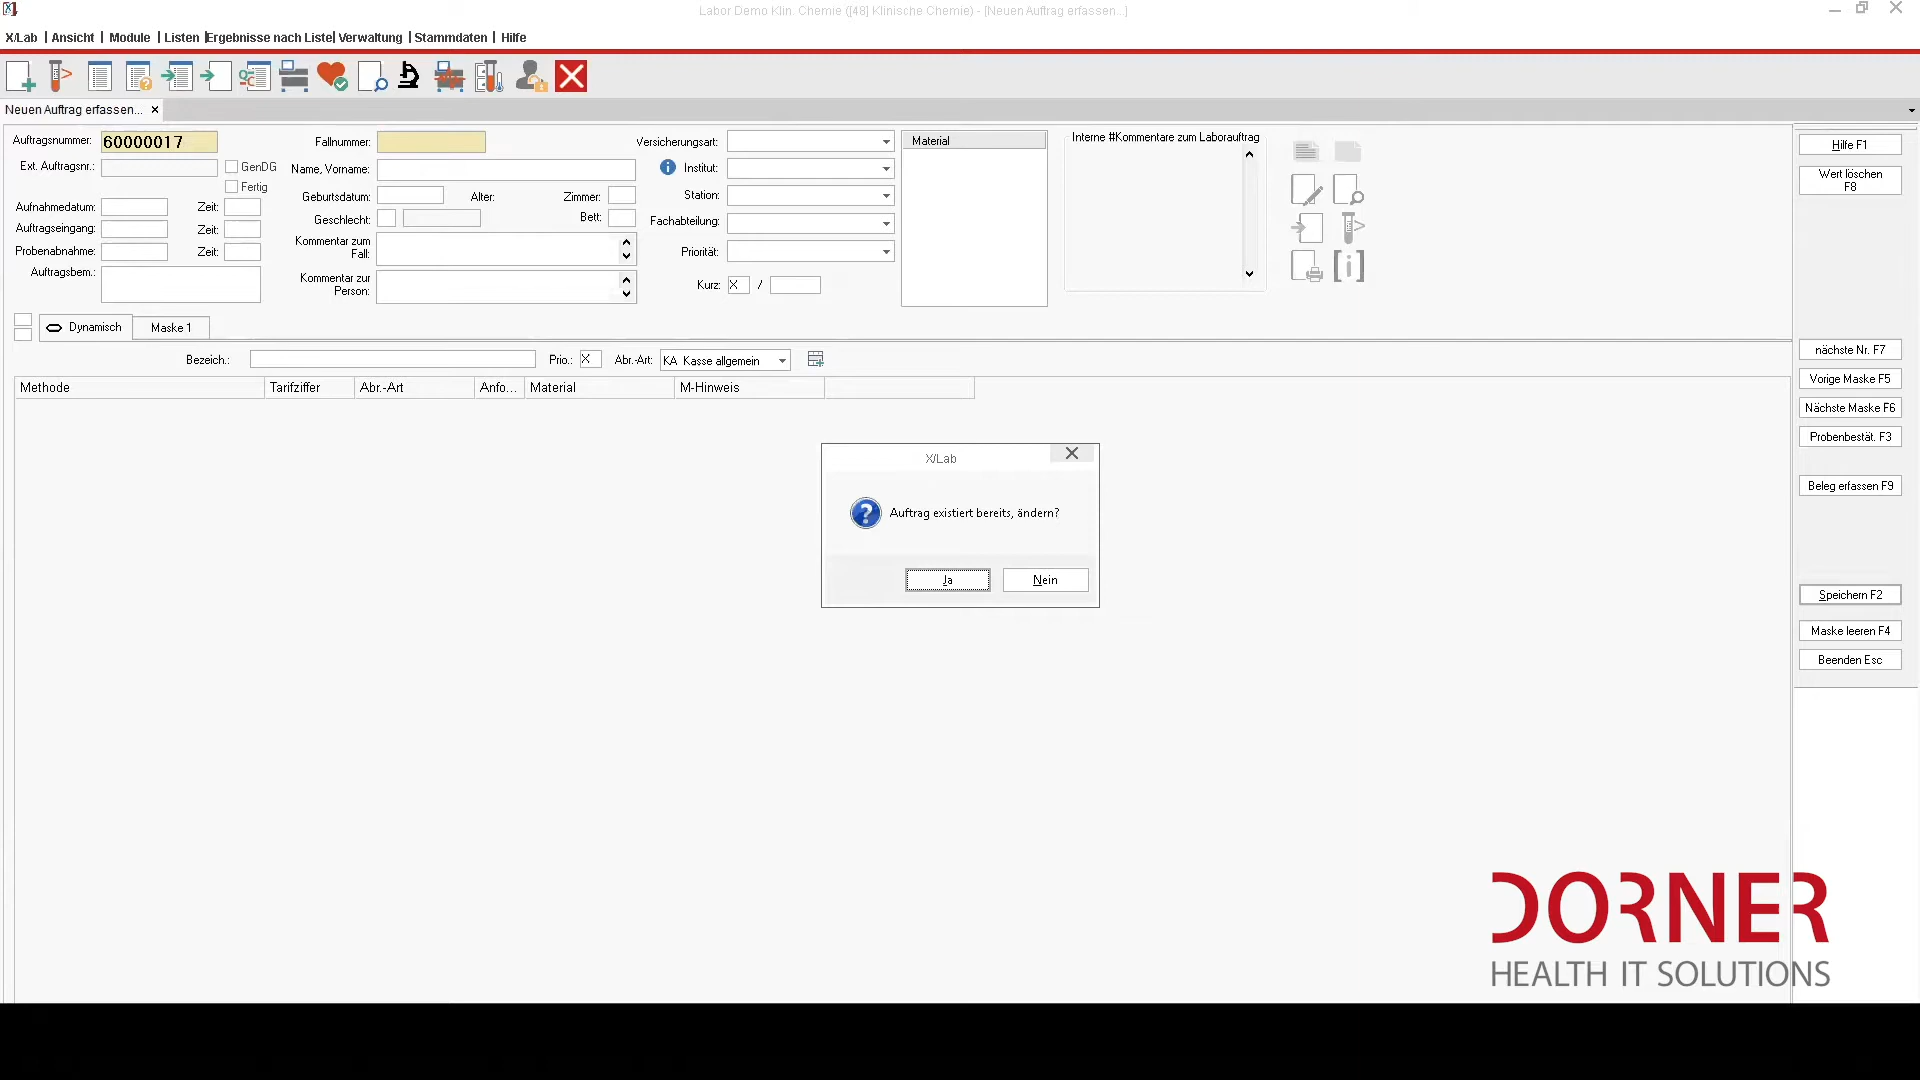 Labor Demo Klin. Chemie ([48] Klinische Chemie) - [Neuen Auftrag erfassen...]
X/Lab | Ansicht | Module | Listen |Ergebnisse nach Liste| Verwaltung | Stammdaten | Hilfe
Neuen Auftrag erfassen...
Auftragsnummer: 60000017
Ext. Auftragsnr.: GenDG
Fertig
Aufnahmedatum: Zeit:
Auftragseingang: Zeit:
Probenabnahme: Zeit:
Auftragsbem.:
Fallnummer:
Name, Vorname:
Geburtsdatum: Alter: Zimmer:
Geschlecht: Bett:
Kommentar zum
Fall:
Kommentar zur
Person:
Versicherungsart:
Institut:
Station:
Fachabteilung:
Priorität:
Kurz: X /
Material
Interne #Kommentare zum Laborauftrag
Hilfe F1
Wert löschen
F8
Dynamisch Maske 1
Bezeich.: Prio.: X Abr.-Art: KA Kasse allgemein
Methode Tarifziffer Abr.-Art Anfo... Material M-Hinweis
nächste Nr. F7
Vorige Maske F5
Nächste Maske F6
Probenbestät. F3
Beleg erfassen F9
Speichern F2
Maske leeren F4
Beenden Esc
X/Lab
Auftrag existiert bereits, ändern?
Ja Nein
DORNER
HEALTH IT SOLUTIONS